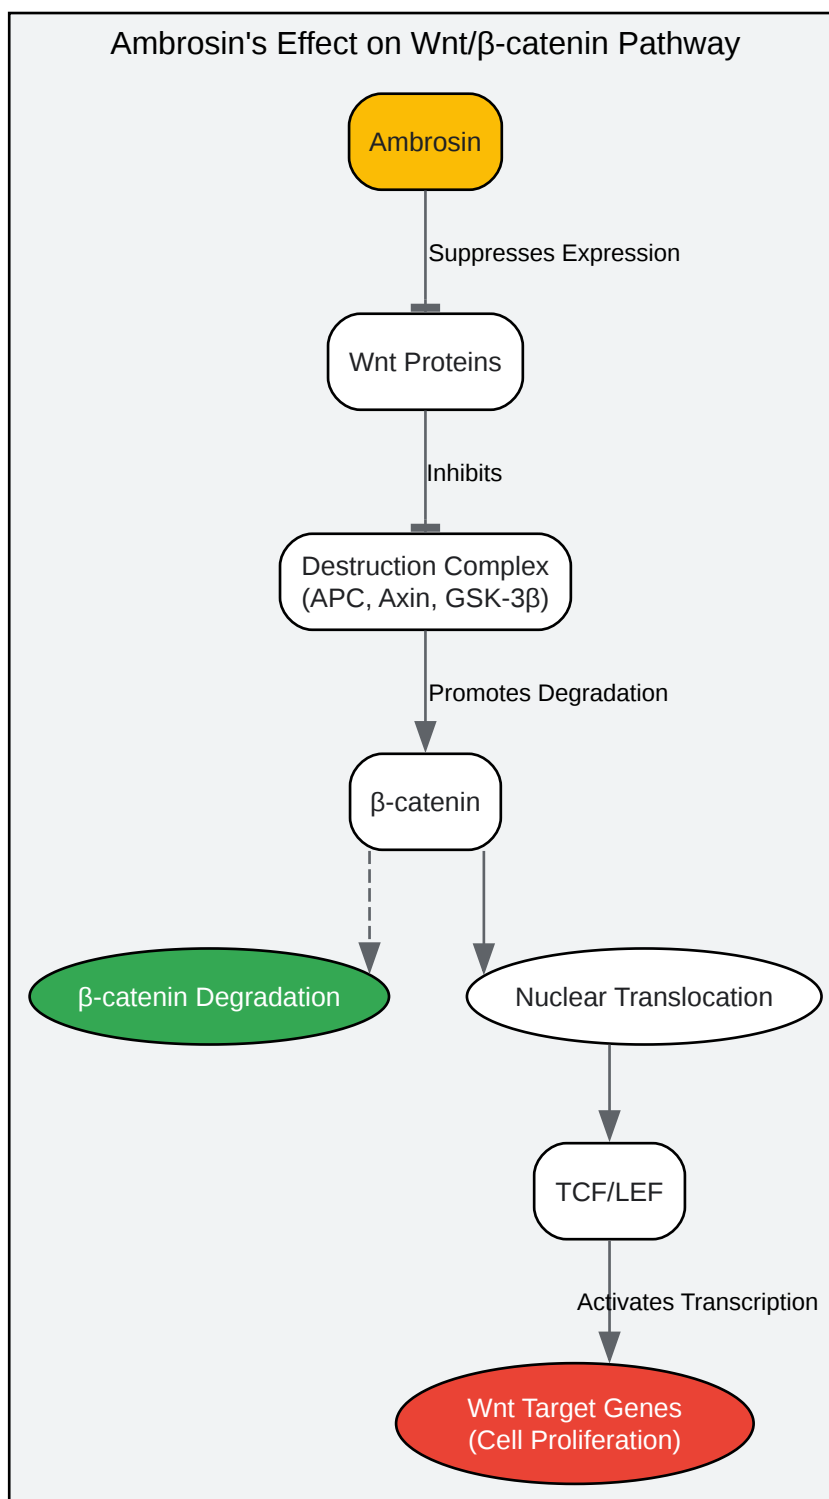 Ambrosin's Effect on Wnt/β-catenin Pathway
Ambrosin
Suppresses Expression
Wnt Proteins
Inhibits
Destruction Complex
(APC, Axin, GSK-3β)
Promotes Degradation
β-catenin
β-catenin Degradation
Nuclear Translocation
TCF/LEF
Activates Transcription
Wnt Target Genes
(Cell Proliferation)